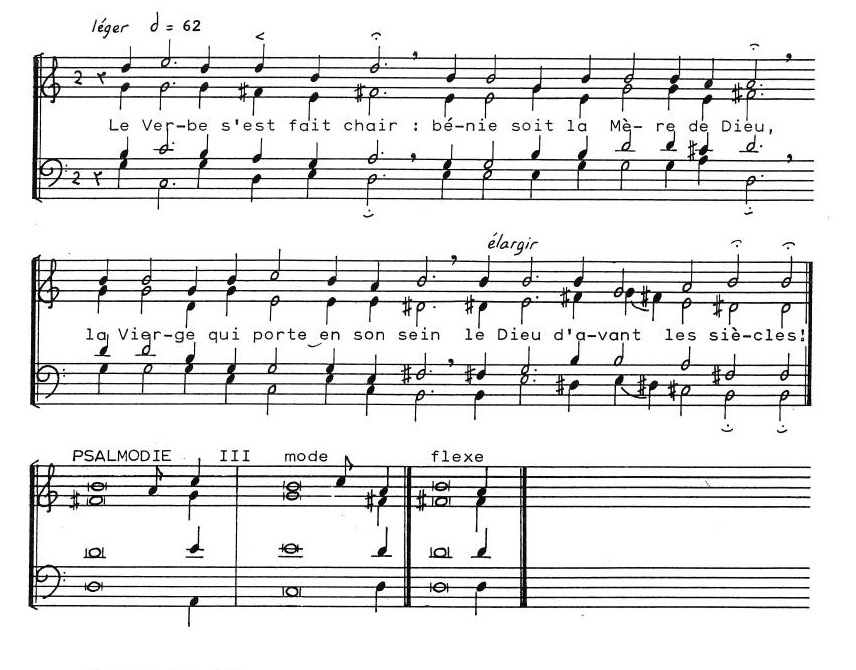 léger d = 62
Le Ver-be s'est fait chair : bé-nie soit la Mè- re de Dieu,
élargir
la Vier-ge qui porte en son sein le Dieu d'a-vant les siè-cles!
PSALMODIE III mode flexe